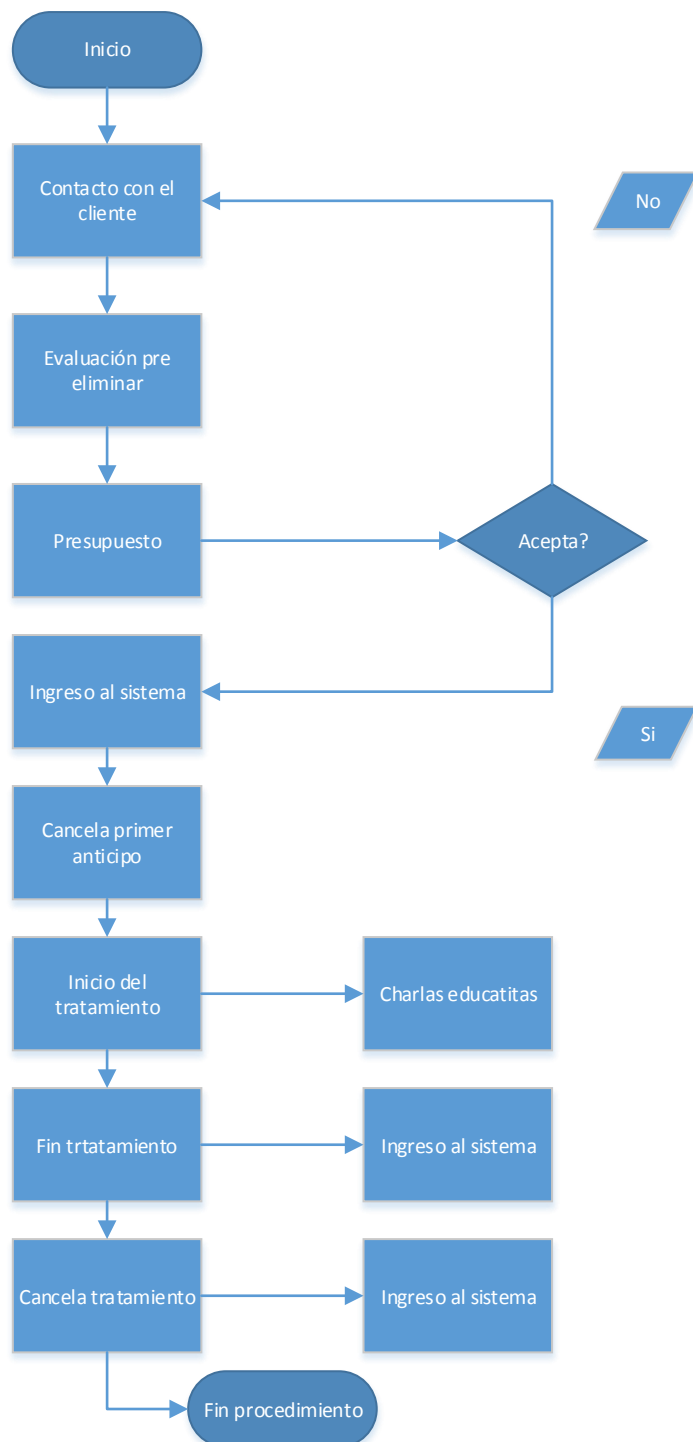 Inicio
Contacto con el
cliente
No
Evaluación pre
eliminar
Presupuesto
Acepta?
Ingreso al sistema
Si
Cancela primer
anticipo
Inicio del
tratamiento
Charlas educatitas
Fin trtatamiento
Ingreso al sistema
Cancela tratamiento
Ingreso al sistema
Fin procedimiento